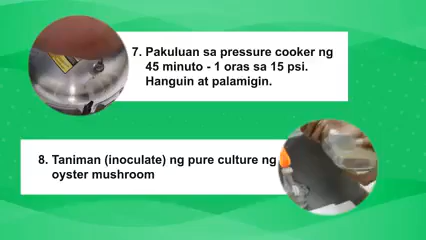 7. Pakuluan sa pressure cooker ng
45 minuto - 1 oras sa 15 psi.
Hanguin at palamigin.
8. Taniman (inoculate) ng pure culture ng
oyster mushroom